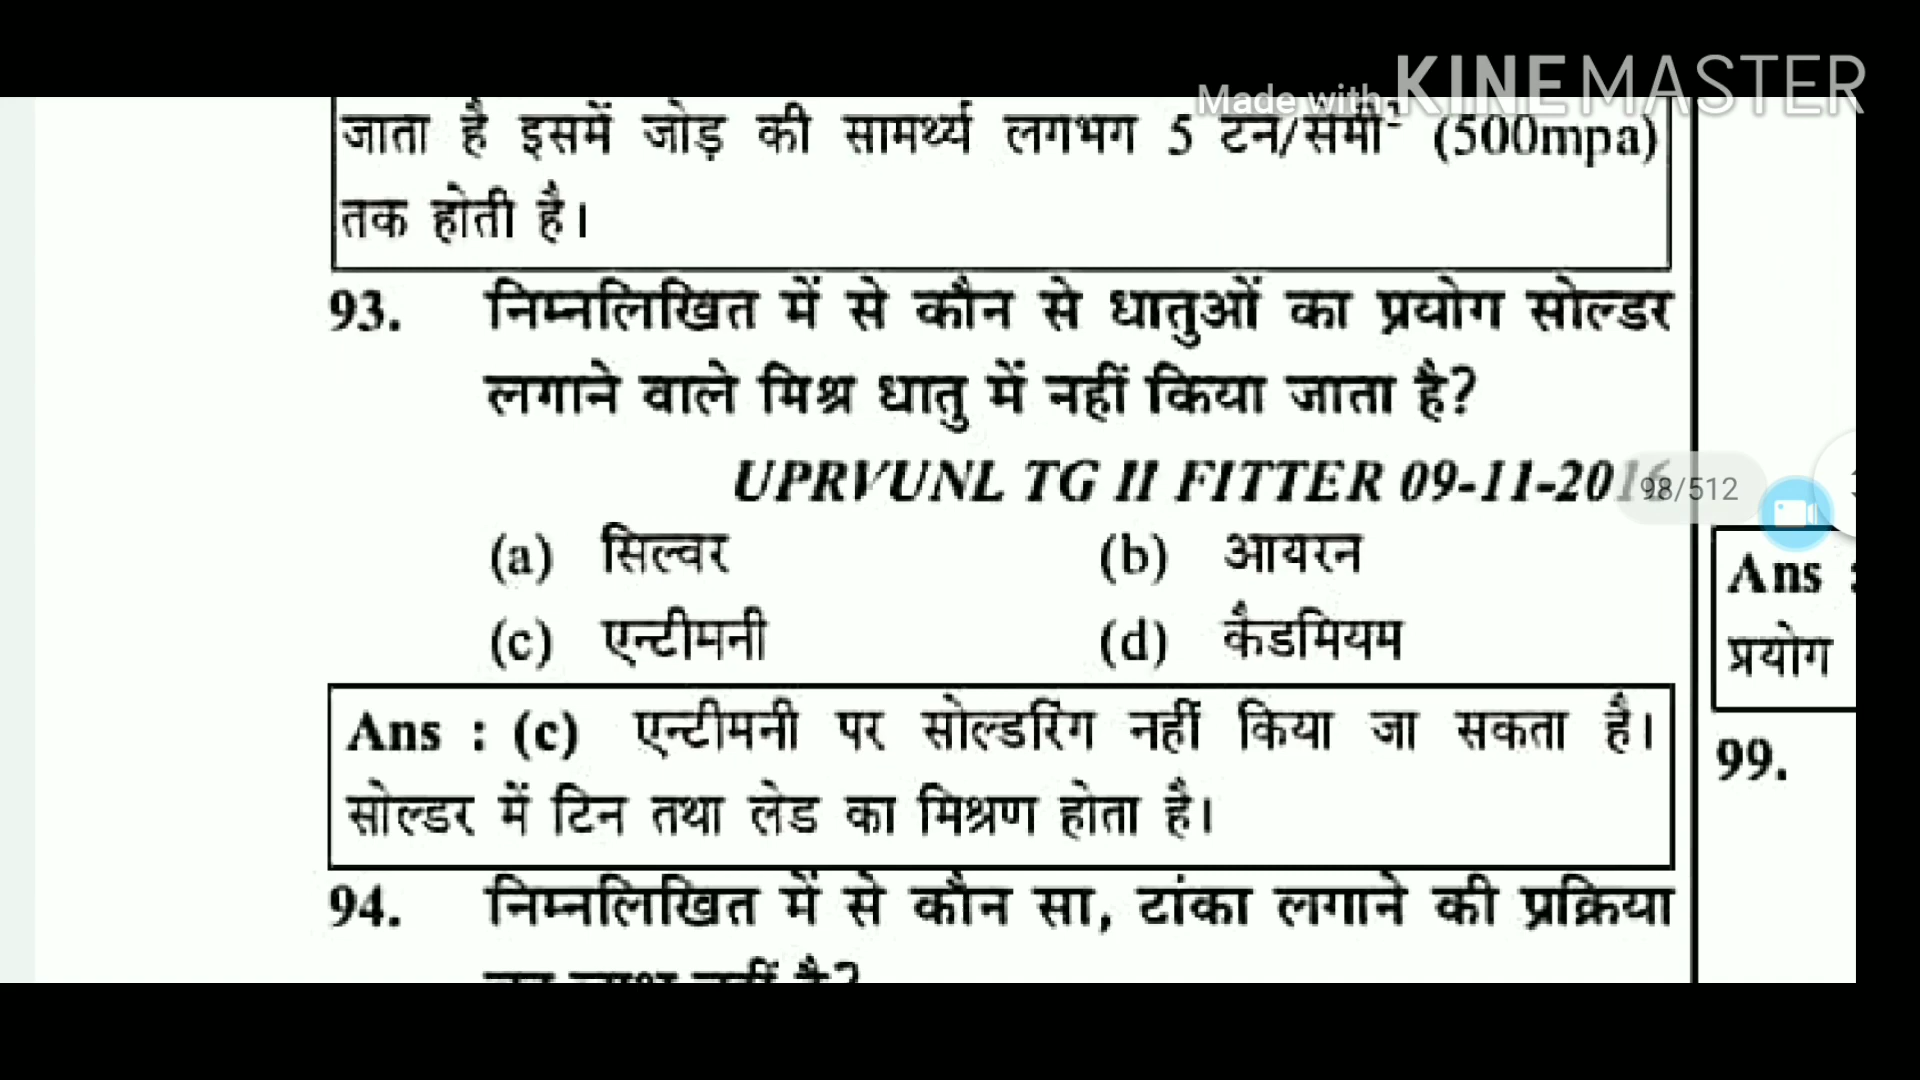 Made with KINEMASTER
जाता है इसमें जोड़ की सामर्थ्य लगभग 5 टन/सेमी² (500mpa)
तक होती है।
93. निम्नलिखित में से कौन से धातुओं का प्रयोग सोल्डर
लगाने वाले मिश्र धातु में नहीं किया जाता है?
UPRVUNL TG II FITTER 09-11-2016
98/512
(a) सिल्वर (b) आयरन
(c) एन्टीमनी (d) कैडमियम
Ans : (c) एन्टीमनी पर सोल्डरिंग नहीं किया जा सकता है।
सोल्डर में टिन तथा लेड का मिश्रण होता है।
94. निम्नलिखित में से कौन सा, टांका लगाने की प्रक्रिया
Ans :
प्रयोग
99.